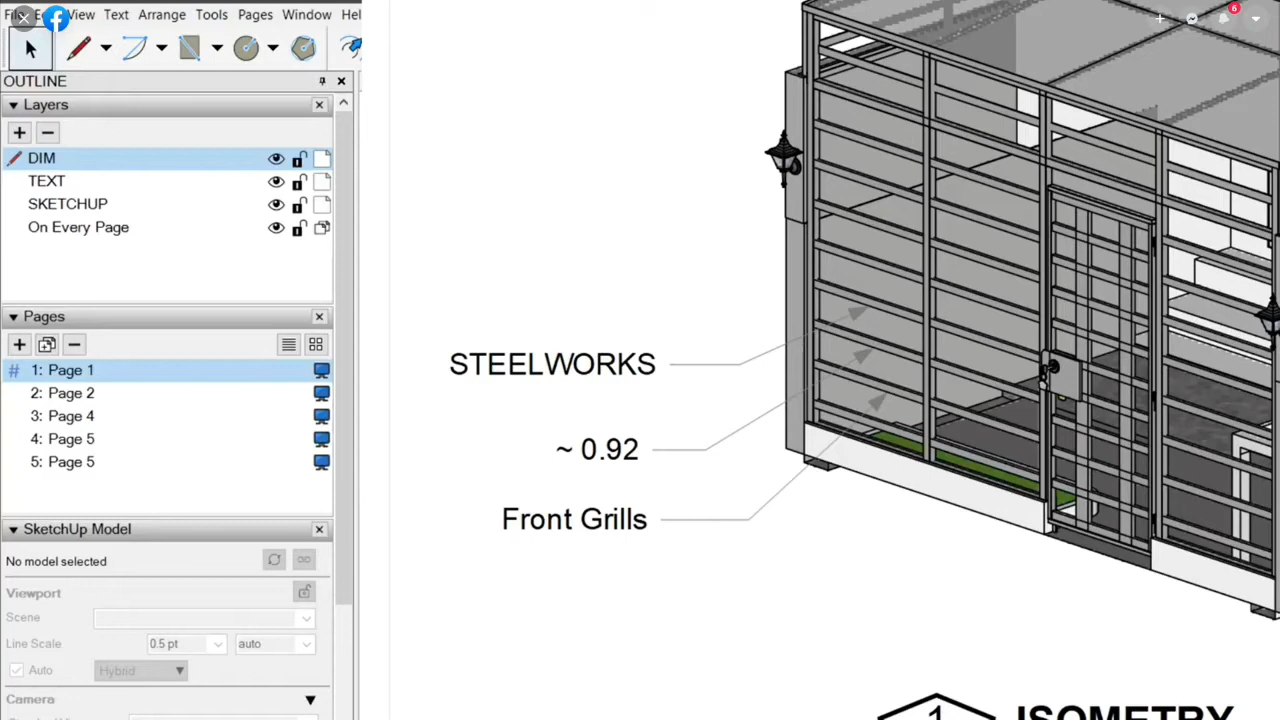 Text Arrange Tools Pages Window
OUTLINE
Layers
DIM
TEXT
SKETCHUP
On Every Page
Pages
# 1: Page 1
2: Page 2
3: Page 4
4: Page 5
5: Page 5
SketchUp Model
No model selected
Viewport
Scene
Line Scale 0.5 pt auto
Auto Hybrid
Camera
STEELWORKS
~ 0.92
Front Grills
1 ISOMETRY
6